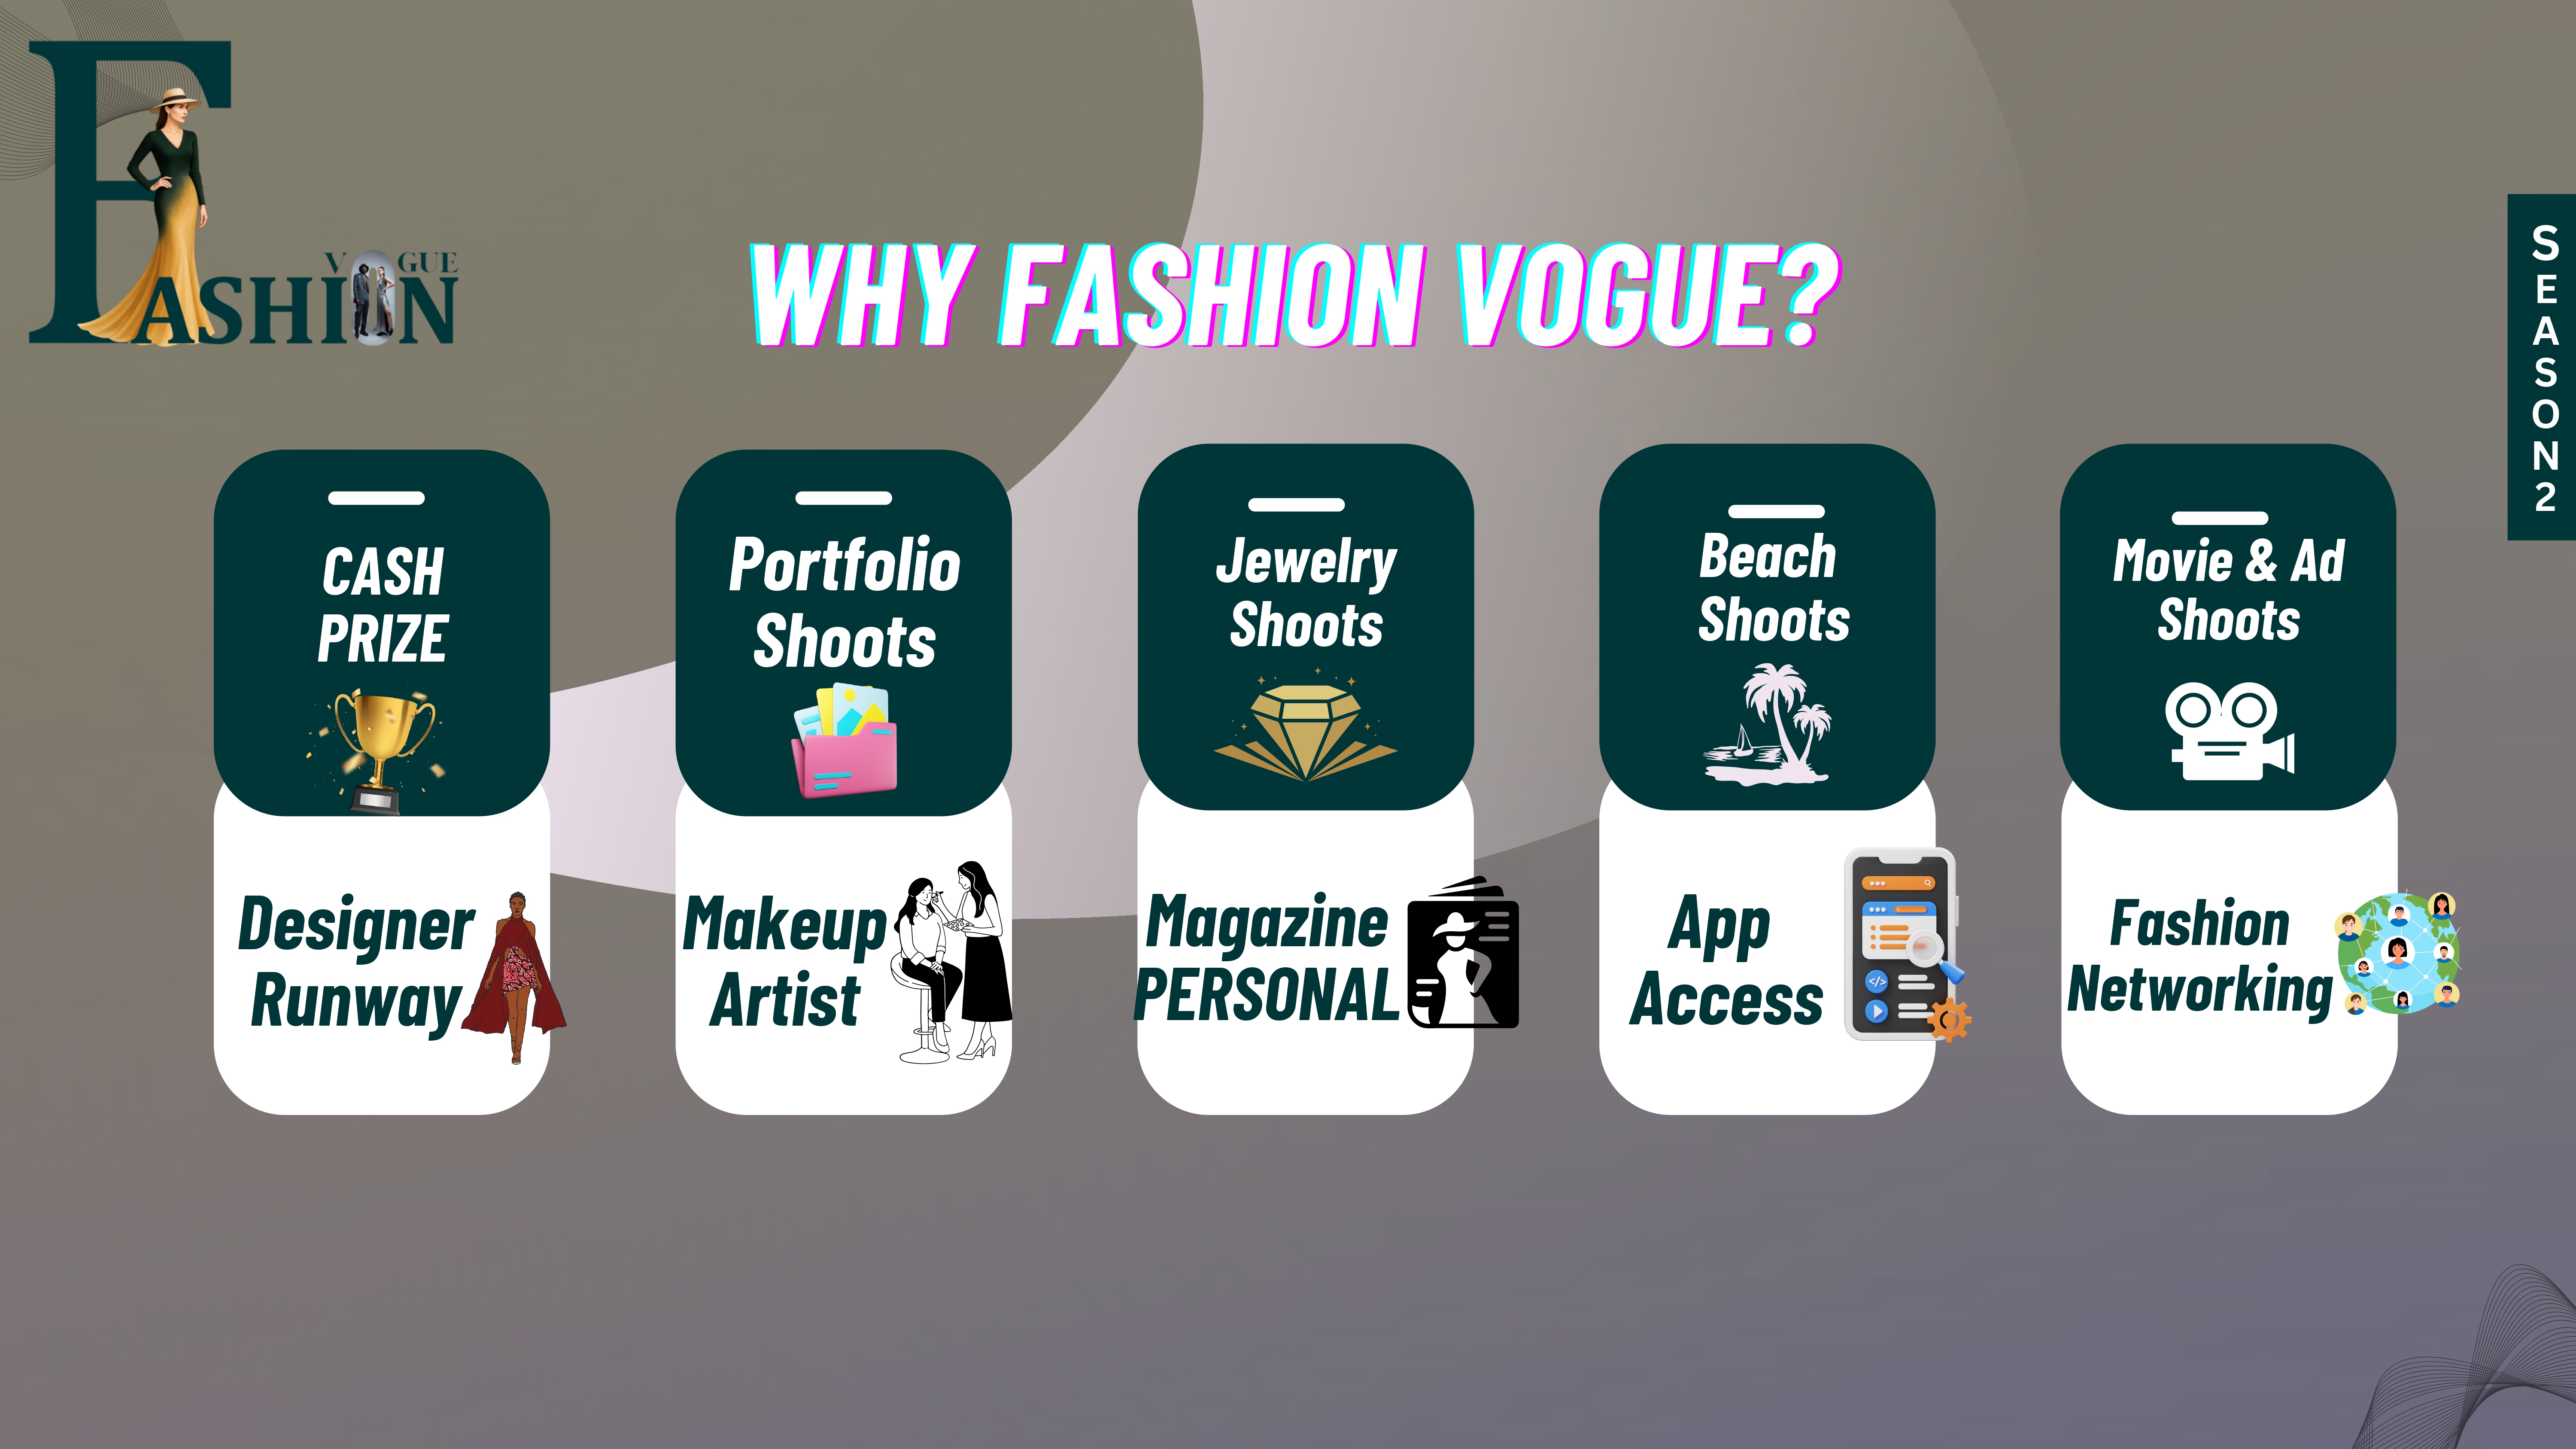 VOGUE
FASHION
WHY FASHION VOGUE?
SEASON2
CASH
PRIZE
Portfolio
Shoots
Jewelry
Shoots
Beach
Shoots
Movie & Ad
Shoots
Designer
Runway
Makeup
Artist
Magazine
PERSONAL
App
Access
Fashion
Networking